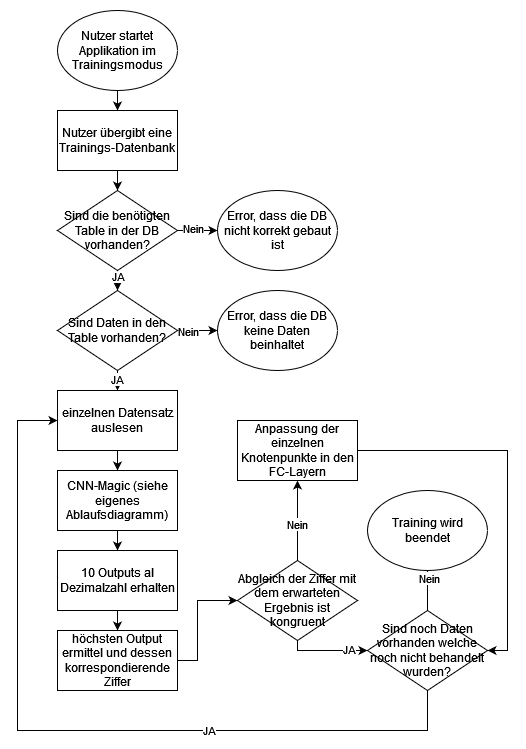 Nutzer startet
Applikation im
Trainingsmodus
Nutzer übergibt eine
Trainings-Datenbank
Sind die benötigten
Table in der DB
vorhanden?
Nein
Error, dass die DB
nicht korrekt gebaut
ist
JA
Sind Daten in den
Table vorhanden?
Nein
Error, dass die DB
keine Daten
beinhaltet
JA
einzelnen Datensatz
auslesen
CNN-Magic (siehe
eigenes
Ablaufsdiagramm)
10 Outputs al
Dezimalzahl erhalten
höchsten Output
ermittel und dessen
korrespondierende
Ziffer
Abgleich der Ziffer mit
dem erwarteten
Ergebnis ist
kongruent
Nein
Anpassung der
einzelnen
Knotenpunkte in den
FC-Layern
JA
Sind noch Daten
vorhanden welche
noch nicht behandelt
wurden?
Nein
Training wird
beendet
JA